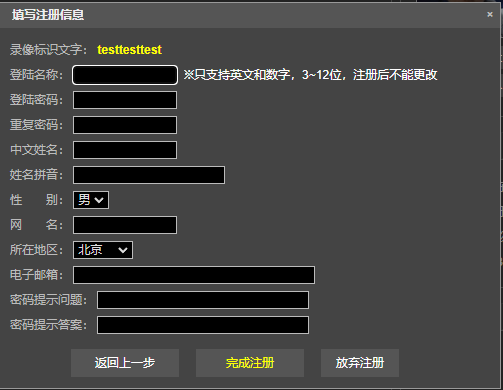 填写注册信息 ×
录像标识文字： testtesttest
登陆名称： ※只支持英文和数字，3~12位，注册后不能更改
登陆密码：
重复密码：
中文姓名：
姓名拼音：
性 别： 男
网 名：
所在地区： 北京
电子邮箱：
密码提示问题：
密码提示答案：
返回上一步 完成注册 放弃注册